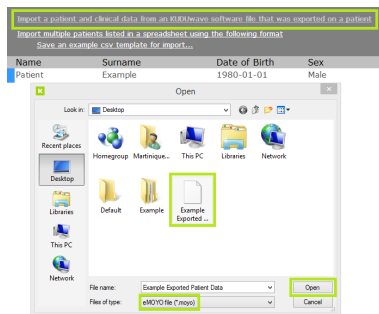 Import a patient and clinical data from an KUDUwave software file that was exported on a patient
Import multiple patients listed in a spreadsheet using the following format
Save an example csv template for import...
Name Surname Date of Birth Sex
Patient Example 1980-01-01 Male
Open
Look in: Desktop
Recent places
Desktop
Libraries
This PC
Network
Homegroup Martinique... This PC Libraries Network
Default Example Example Exported ...
File name: Example Exported Patient Data Open
Files of type: eMOYO file (*.moyo) Cancel